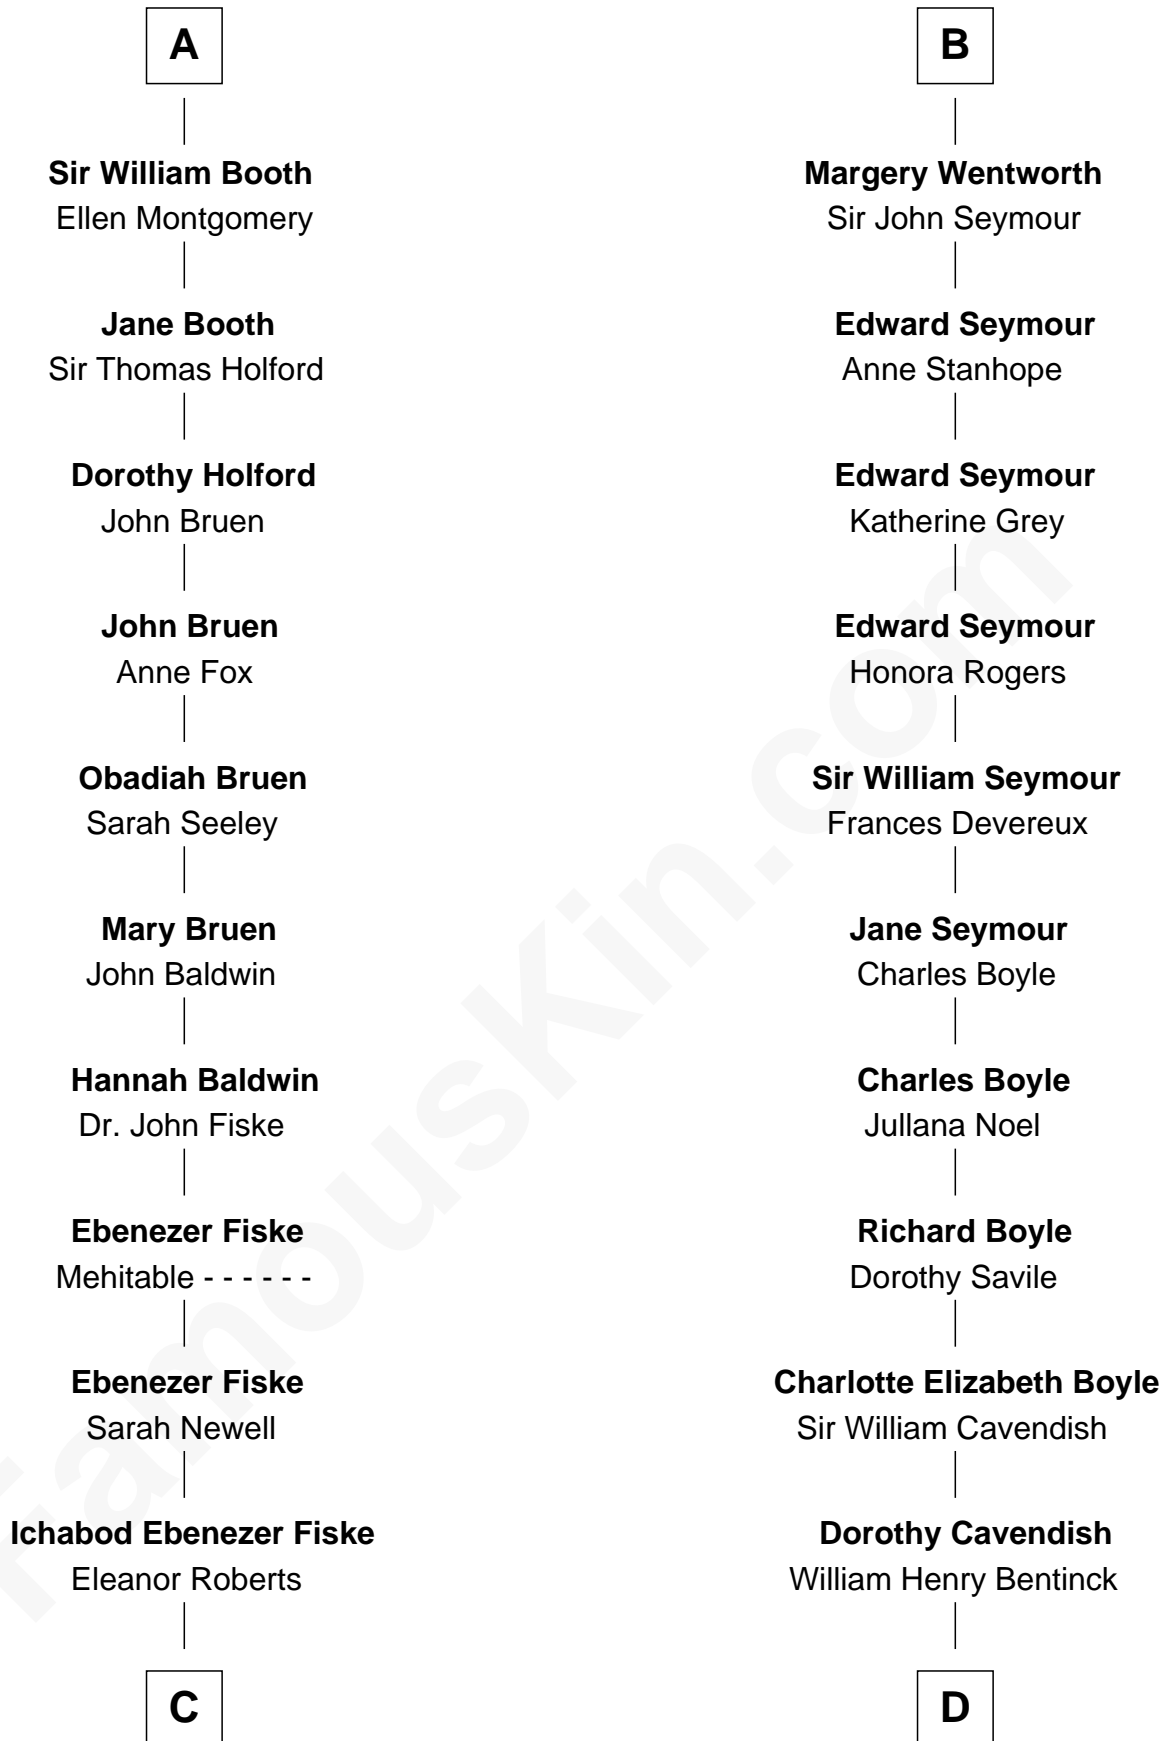 A
Sir William Booth
Ellen Montgomery
Jane Booth
Sir Thomas Holford
Dorothy Holford
John Bruen
John Bruen
Anne Fox
Obadiah Bruen
Sarah Seeley
Mary Bruen
John Baldwin
Hannah Baldwin
Dr. John Fiske
Ebenezer Fiske
Mehitable - - - - - -
Ebenezer Fiske
Sarah Newell
Ichabod Ebenezer Fiske
Eleanor Roberts
C
B
Margery Wentworth
Sir John Seymour
Edward Seymour
Anne Stanhope
Edward Seymour
Katherine Grey
Edward Seymour
Honora Rogers
Sir William Seymour
Frances Devereux
Jane Seymour
Charles Boyle
Charles Boyle
Jullana Noel
Richard Boyle
Dorothy Savile
Charlotte Elizabeth Boyle
Sir William Cavendish
Dorothy Cavendish
William Henry Bentinck
D
FamousKin.com